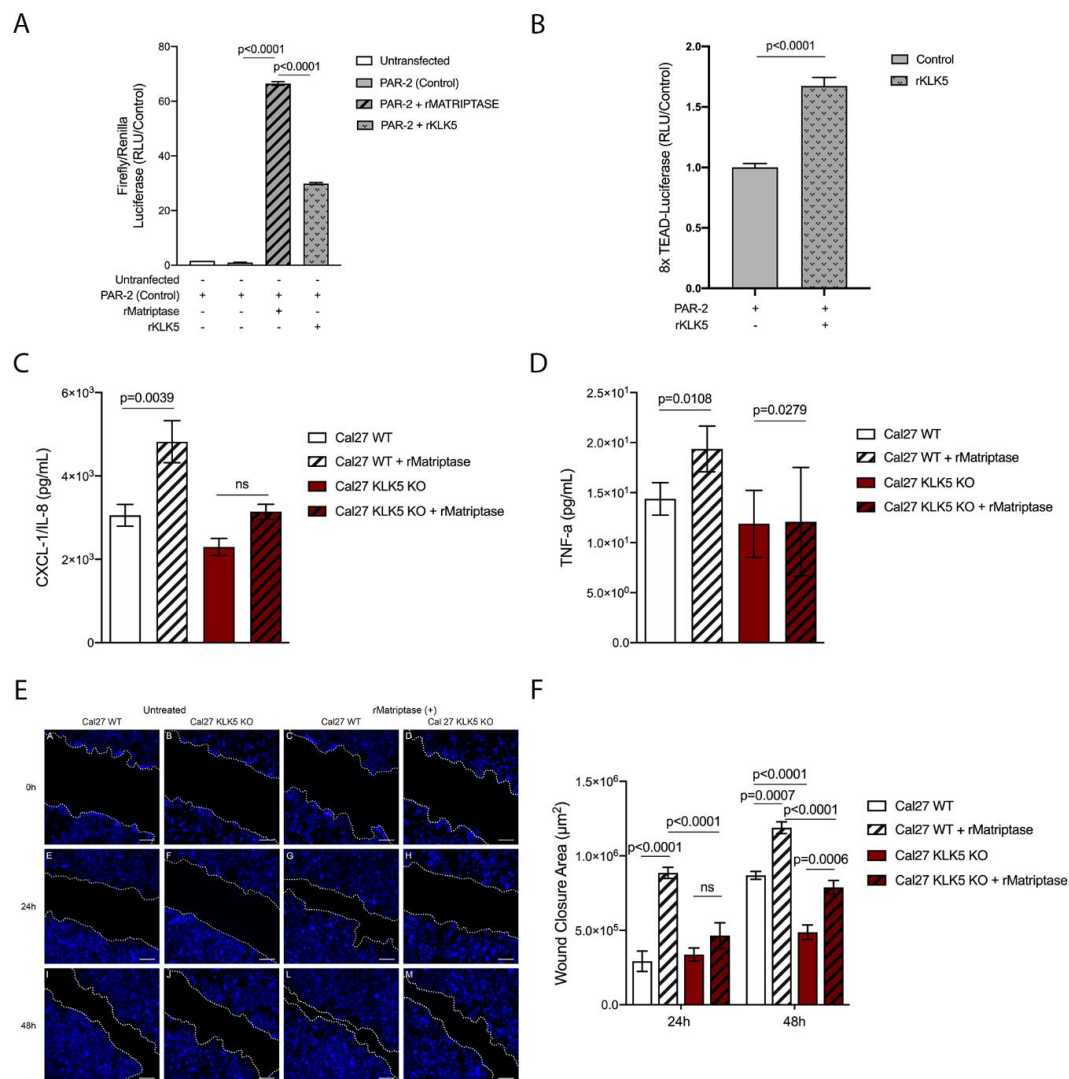 A
Firefly/Renilla
Luciferase (RLU/Control)
80
60
40
20
0
p<0.0001
p<0.0001
Untransfected
PAR-2 (Control)
PAR-2 + rMATRIPTASE
PAR-2 + rKLK5
Untranfected - - - -
PAR-2 (Control) + + + +
rMatriptase - - + -
rKLK5 - - - +
B
8x TEAD-Luciferase (RLU/Control)
2.0
1.5
1.0
0.5
0.0
p<0.0001
Control
rKLK5
PAR-2 + +
rKLK5 - +
C
CXCL-1/IL-8 (pg/mL)
6×10³
4×10³
2×10³
0
p=0.0039
ns
Cal27 WT
Cal27 WT + rMatriptase
Cal27 KLK5 KO
Cal27 KLK5 KO + rMatriptase
D
TNF-a (pg/mL)
2.5×10¹
2.0×10¹
1.5×10¹
1.0×10¹
5.0×10⁰
0.0
p=0.0108
p=0.0279
Cal27 WT
Cal27 WT + rMatriptase
Cal27 KLK5 KO
Cal27 KLK5 KO + rMatriptase
E
Untreated rMatriptase (+)
Cal27 WT Cal27 KLK5 KO Cal27 WT Cal 27 KLK5 KO
0h
A B C D
24h
E F G H
48h
I J L M
F
Wound Closure Area (µm²)
1.5×10⁶
1.0×10⁶
5.0×10⁵
0.0
p<0.0001
p<0.0001
ns
p<0.0001
p=0.0007
p<0.0001
p=0.0006
24h 48h
Cal27 WT
Cal27 WT + rMatriptase
Cal27 KLK5 KO
Cal27 KLK5 KO + rMatriptase